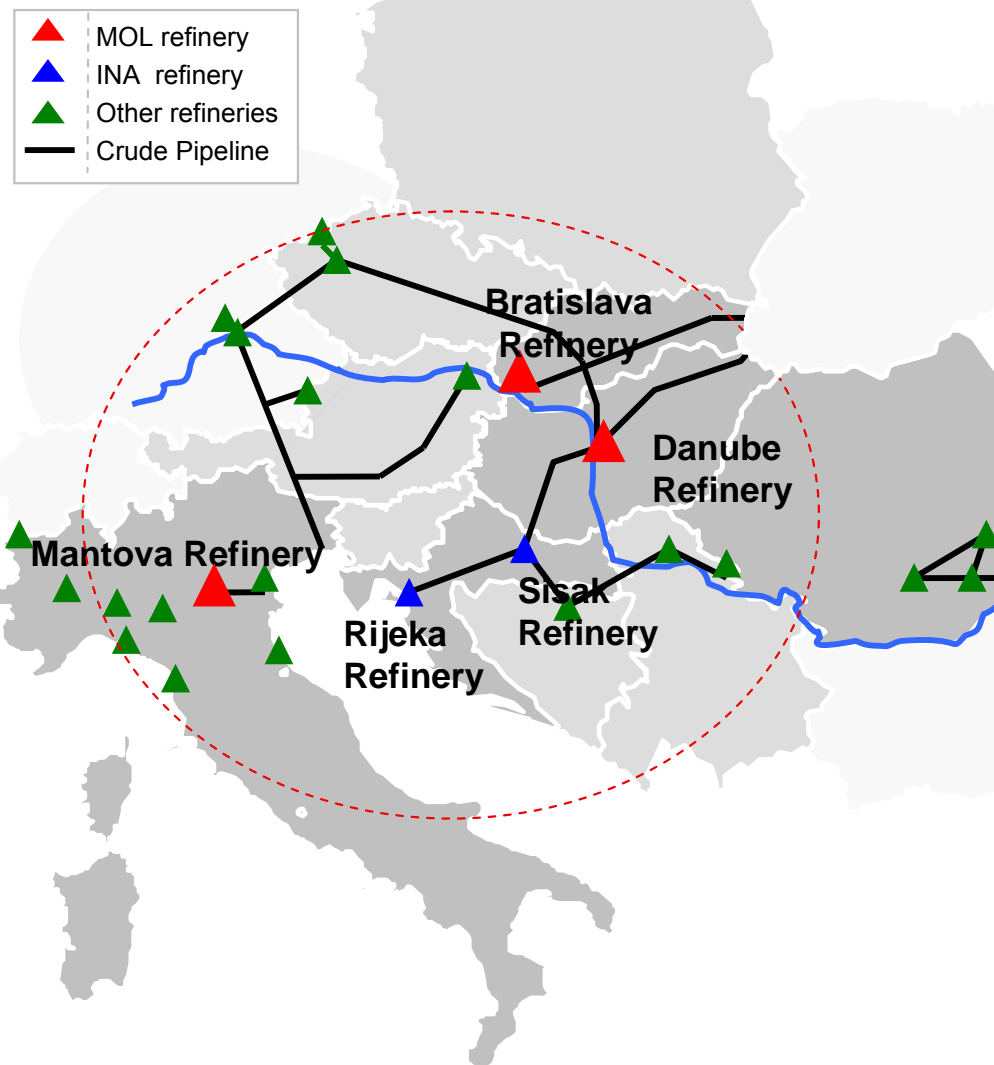 MOL refinery
INA refinery
Other refineries
Crude Pipeline
Bratislava
Refinery
Danube
Refinery
Mantova Refinery
Sisak
Refinery
Rijeka
Refinery